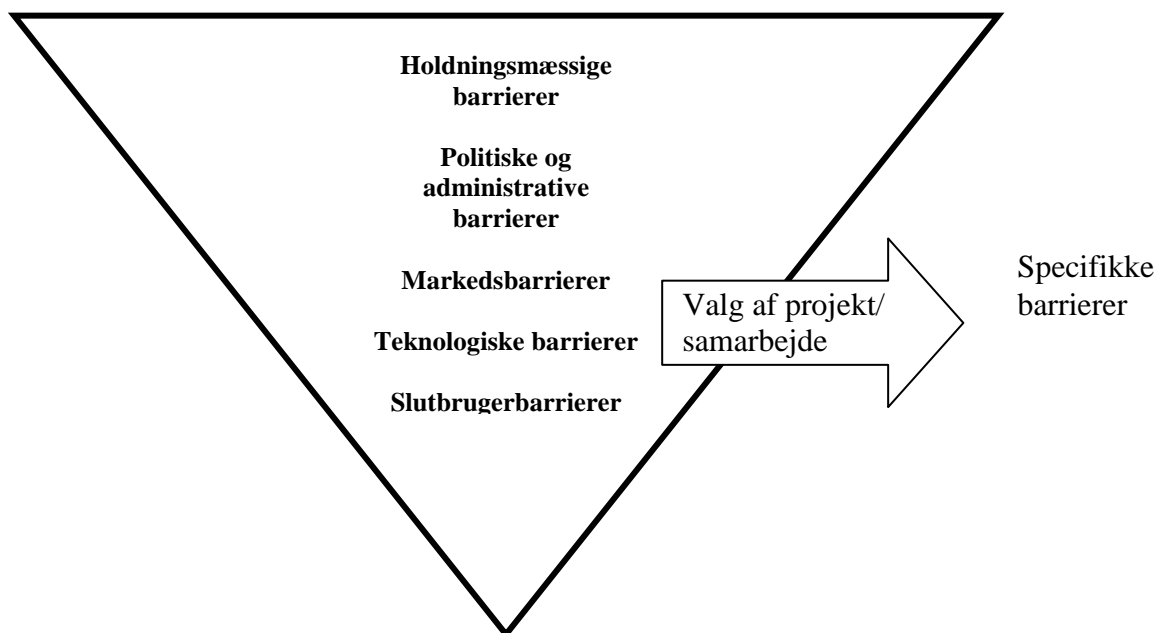 Holdningsmæssige
barrierer
Politiske og
administrative
barrierer
Markedsbarrierer
Teknologiske barrierer
Slutbrugerbarrierer
Valg af projekt/
samarbejde
Specifikke
barrierer